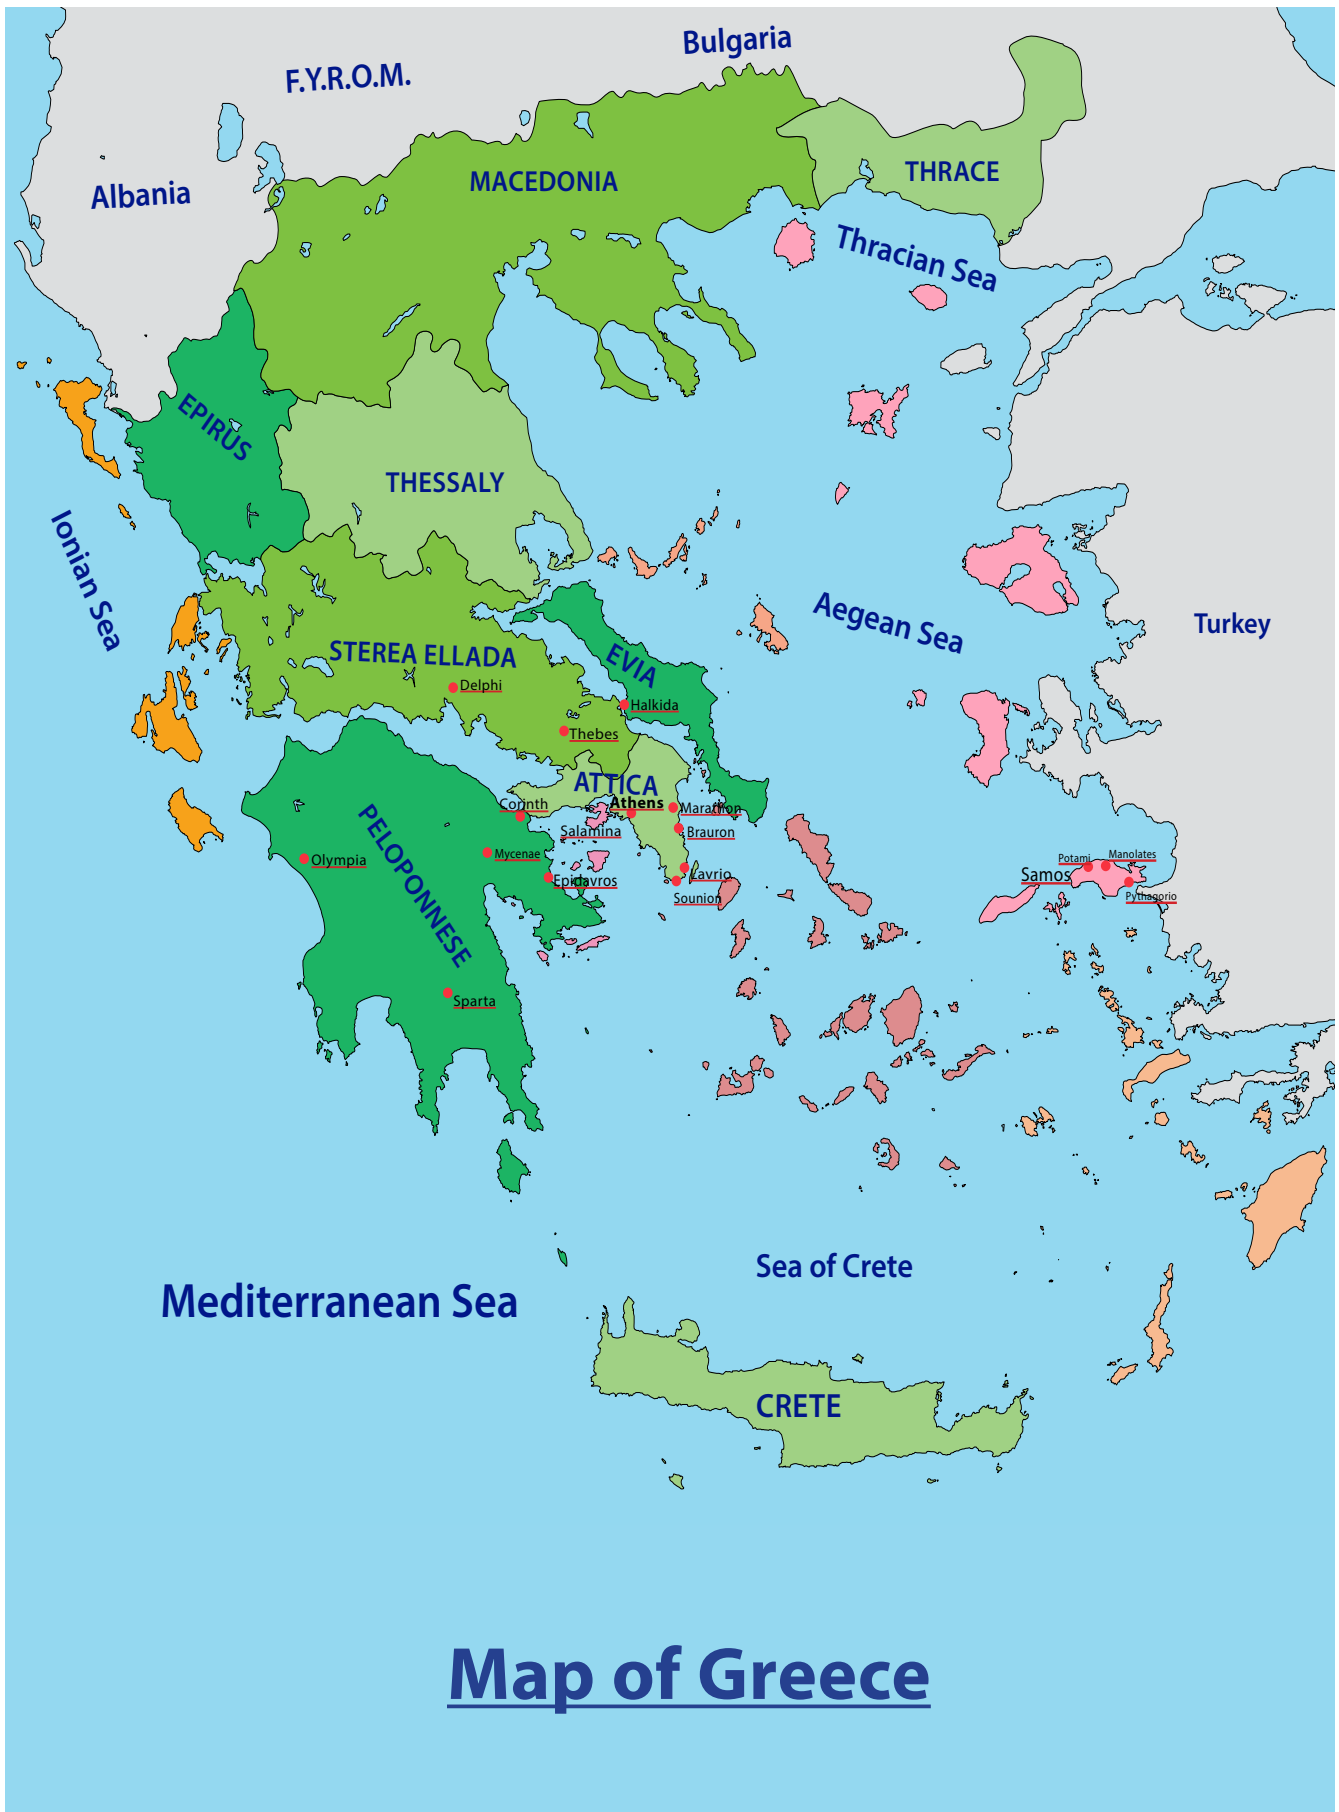 Bulgaria
F.Y.R.O.M.
Albania
MACEDONIA
THRACE
Thracian Sea
EPIRUS
THESSALY
Ionian Sea
Aegean Sea
Turkey
STEREA ELLADA
EVIA
Delphi
Halkida
Thebes
ATTICA
Corinth
Athens
Marathon
Salamina
Brauron
PELOPONNESE
Olympia
Mycenae
Epidavros
Lavrio
Sounion
Potami
Manolates
Samos
Pythagorio
Sparta
Sea of Crete
Mediterranean Sea
CRETE
Map of Greece